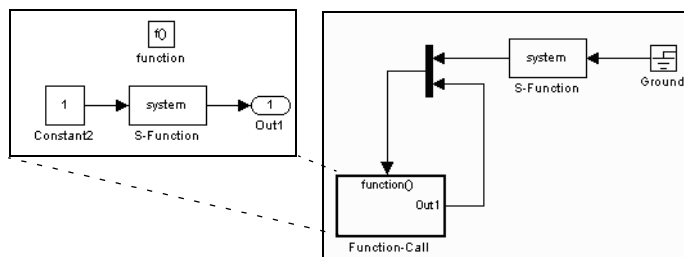 f()
function
1
Constant2
system
S-Function
1
Out1
system
S-Function
Ground
function()
Out1
Function-Call